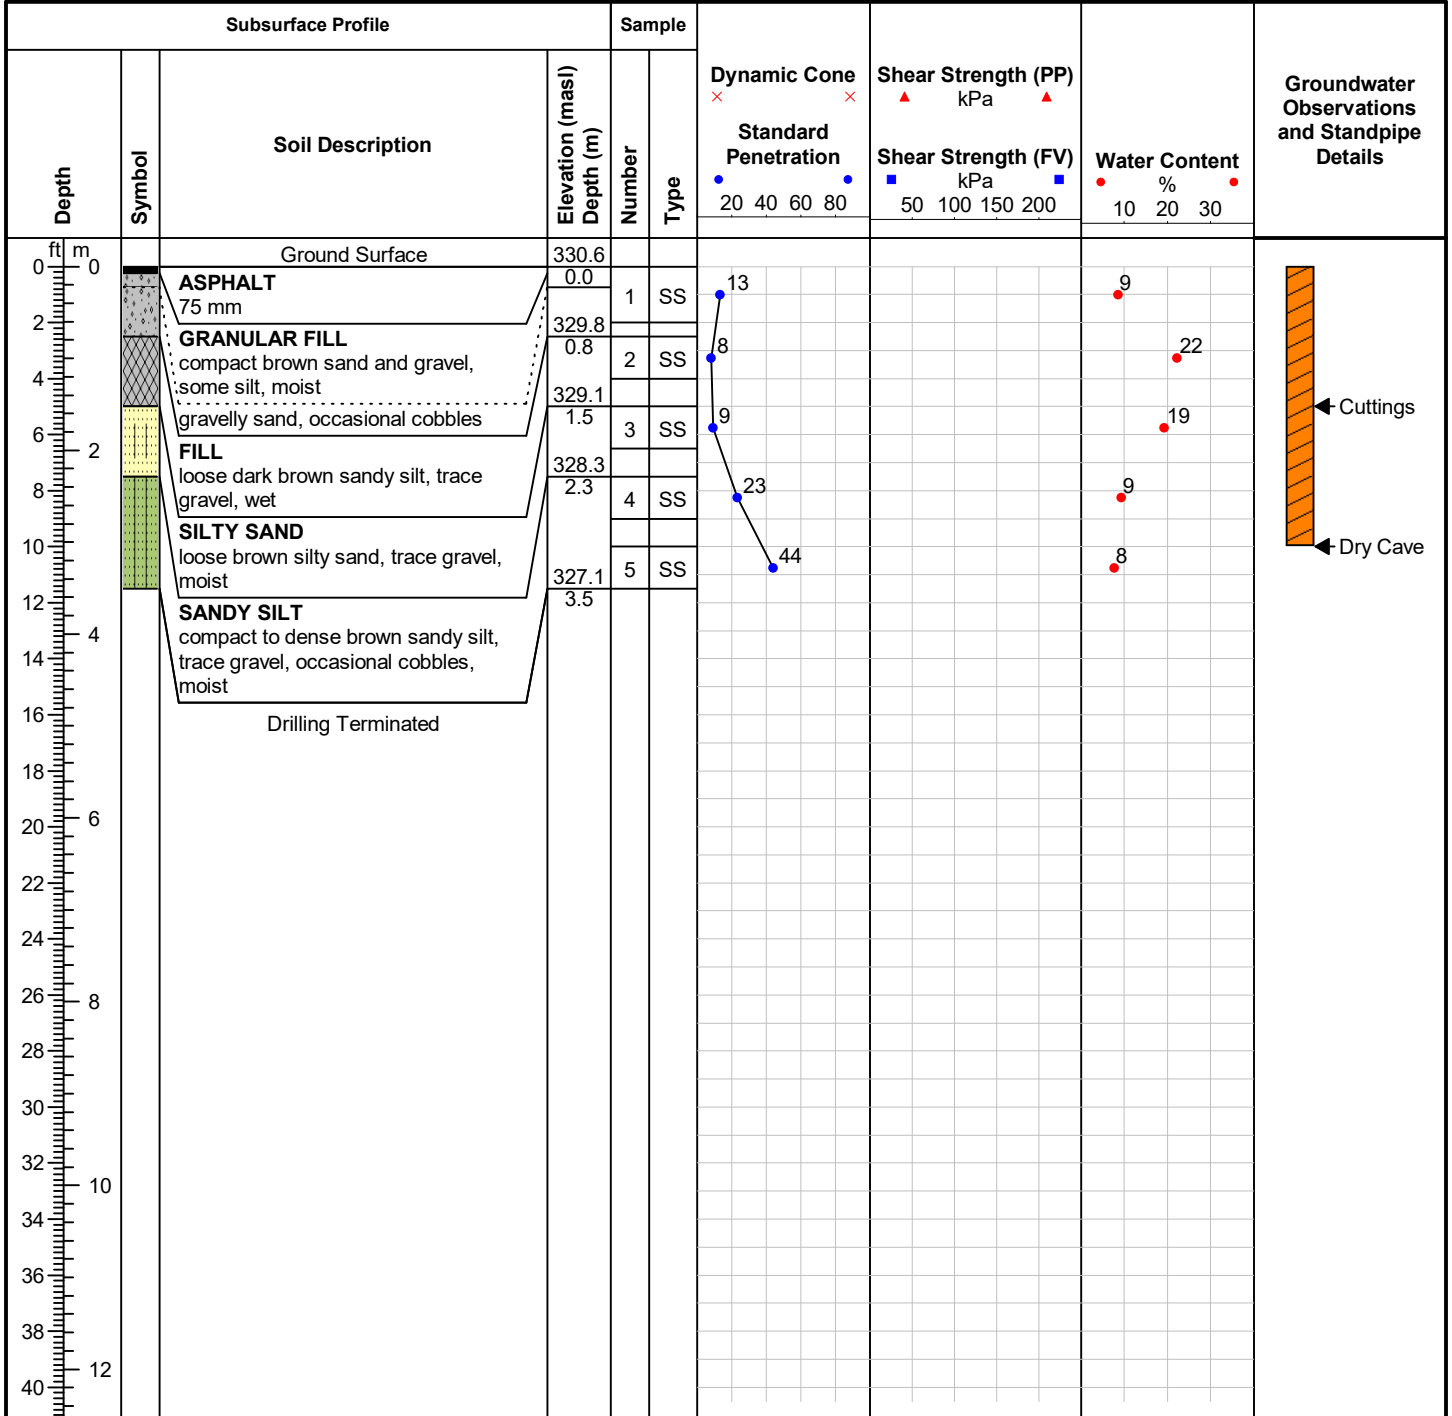 Subsurface Profile
Sample
Depth
Symbol
Soil Description
Elevation (masl)
Depth (m)
Number
Type
Dynamic Cone
Standard
Penetration
20 40 60 80
Shear Strength (PP)
kPa
Shear Strength (FV)
kPa
50 100 150 200
Water Content
%
10 20 30
Groundwater
Observations
and Standpipe
Details
ft m
Ground Surface
330.6
0 0
0.0
ASPHALT
75 mm
1 SS
13
9
2
329.8
GRANULAR FILL
compact brown sand and gravel,
some silt, moist
0.8
2 SS
8
22
4
329.1
gravelly sand, occasional cobbles
1.5
Cuttings
3 SS
9
19
6
2
FILL
loose dark brown sandy silt, trace
gravel, wet
328.3
2.3
8
4 SS
23
9
SILTY SAND
loose brown silty sand, trace gravel,
moist
10
Dry Cave
327.1
5 SS
44
8
3.5
12
SANDY SILT
compact to dense brown sandy silt,
trace gravel, occasional cobbles,
moist
4
14
16
Drilling Terminated
18
6
20
22
24
26
8
28
30
32
10
34
36
38
12
40